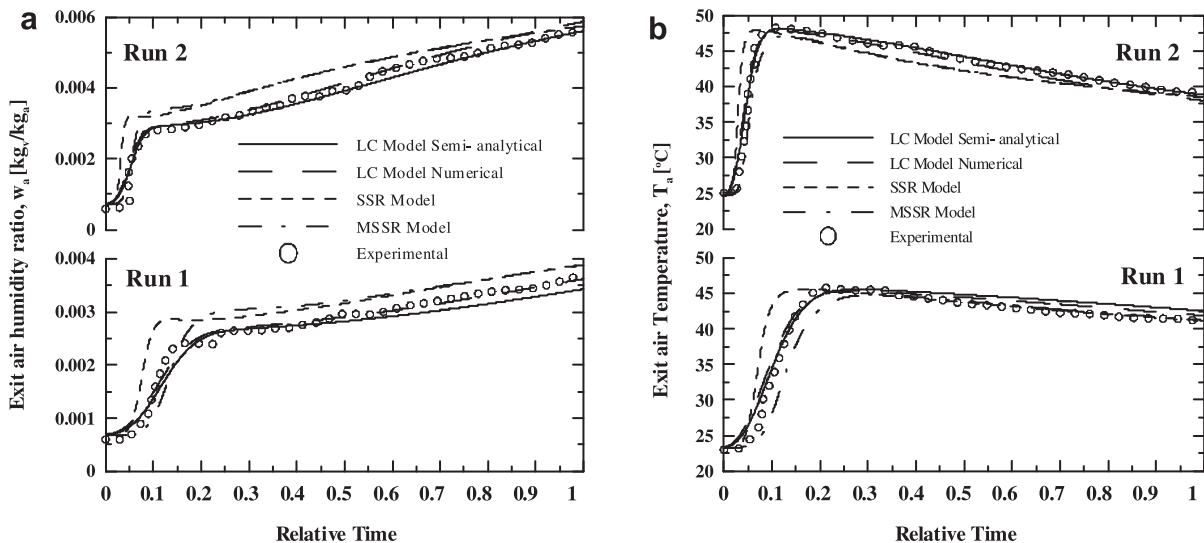 a
Exit air humidity ratio, wa [kgv/kga]
0.006
0.004
0.002
0
Run 2
LC Model Semi- analytical
LC Model Numerical
SSR Model
MSSR Model
Experimental
0.004
0.003
0.002
0.001
0
Run 1
0 0.1 0.2 0.3 0.4 0.5 0.6 0.7 0.8 0.9 1
Relative Time
b
Exit air Temperature, Ta [°C]
50
45
40
35
30
25
20
Run 2
LC Model Semi-analytical
LC Model Numerical
SSR Model
MSSR Model
Experimental
50
45
40
35
30
25
20
Run 1
0 0.1 0.2 0.3 0.4 0.5 0.6 0.7 0.8 0.9 1
Relative Time